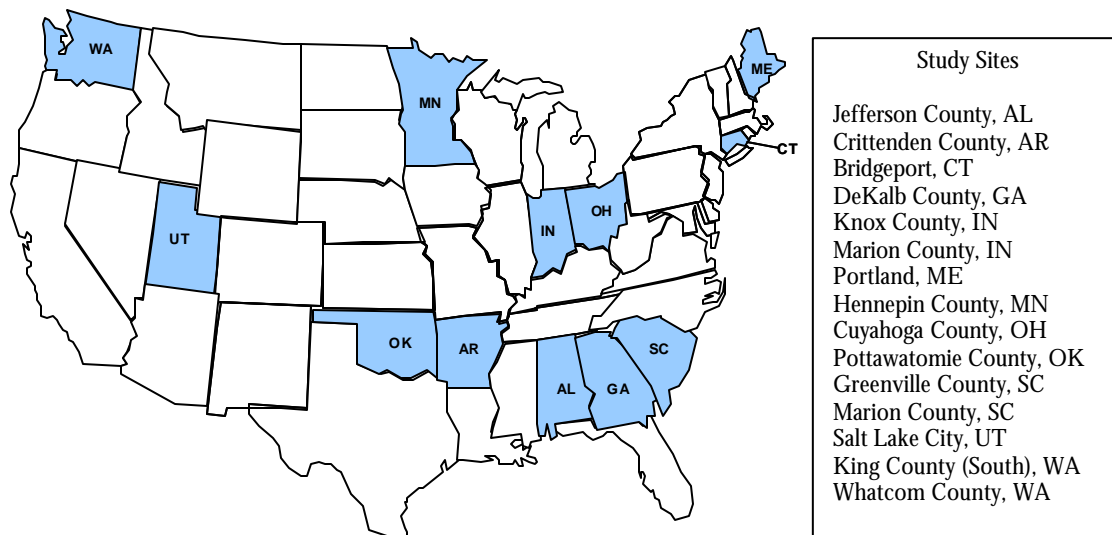 WA
ME
MN
CT
UT
IN
OH
OK
AR
SC
AL
GA
Study Sites
Jefferson County, AL
Crittenden County, AR
Bridgeport, CT
DeKalb County, GA
Knox County, IN
Marion County, IN
Portland, ME
Hennepin County, MN
Cuyahoga County, OH
Pottawatomie County, OK
Greenville County, SC
Marion County, SC
Salt Lake City, UT
King County (South), WA
Whatcom County, WA